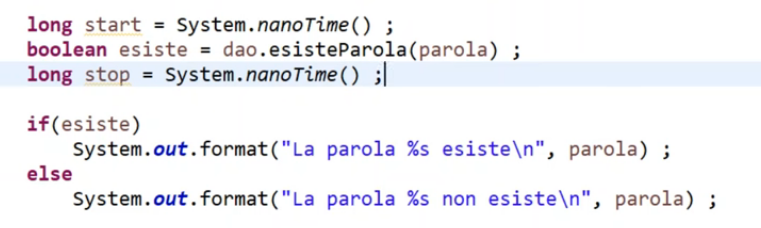 long start = System.nanoTime() ;
boolean esiste = dao.esisteParola(parola) ;
long stop = System.nanoTime() ;
if(esiste)
System.out.format("La parola %s esiste\n", parola) ;
else
System.out.format("La parola %s non esiste\n", parola) ;